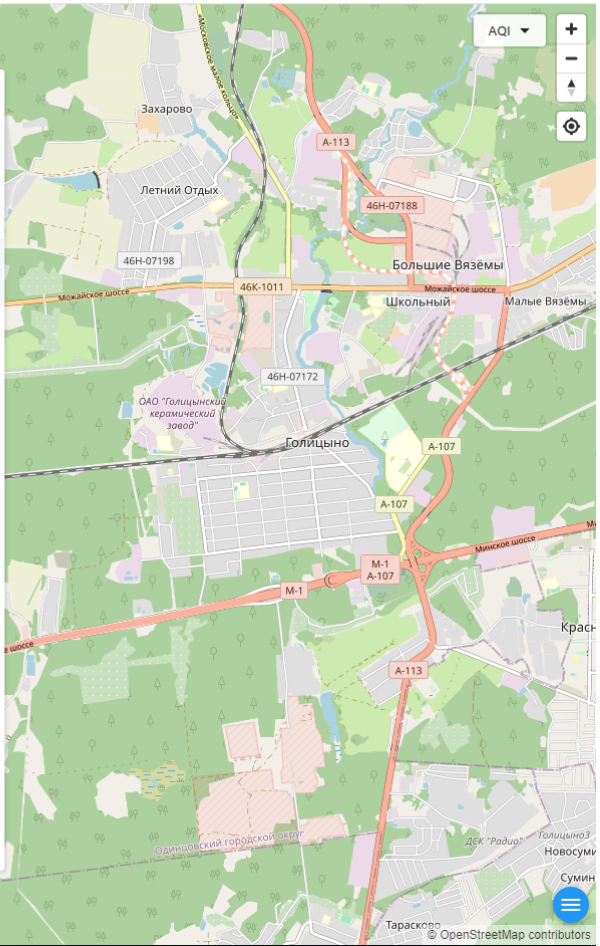 AQI
«Московское малое кольцо»
Захарово
А-113
Летний Отдых
46Н-07188
46Н-07198
Большие Вязёмы
46К-1011
Можайское шоссе
Можайское шоссе
Школьный
Малые Вязёмы
46Н-07172
ОАО "Голицынский
керамический
завод"
Голицыно
А-107
А-107
Минское шоссе
М-1
А-107
М-1
е шоссе
Красн
А-113
Одинцовский городской округ
ДСК "Радио"
Голицыно3
Новосуми
Сумин
Тарасково
© OpenStreetMap contributors